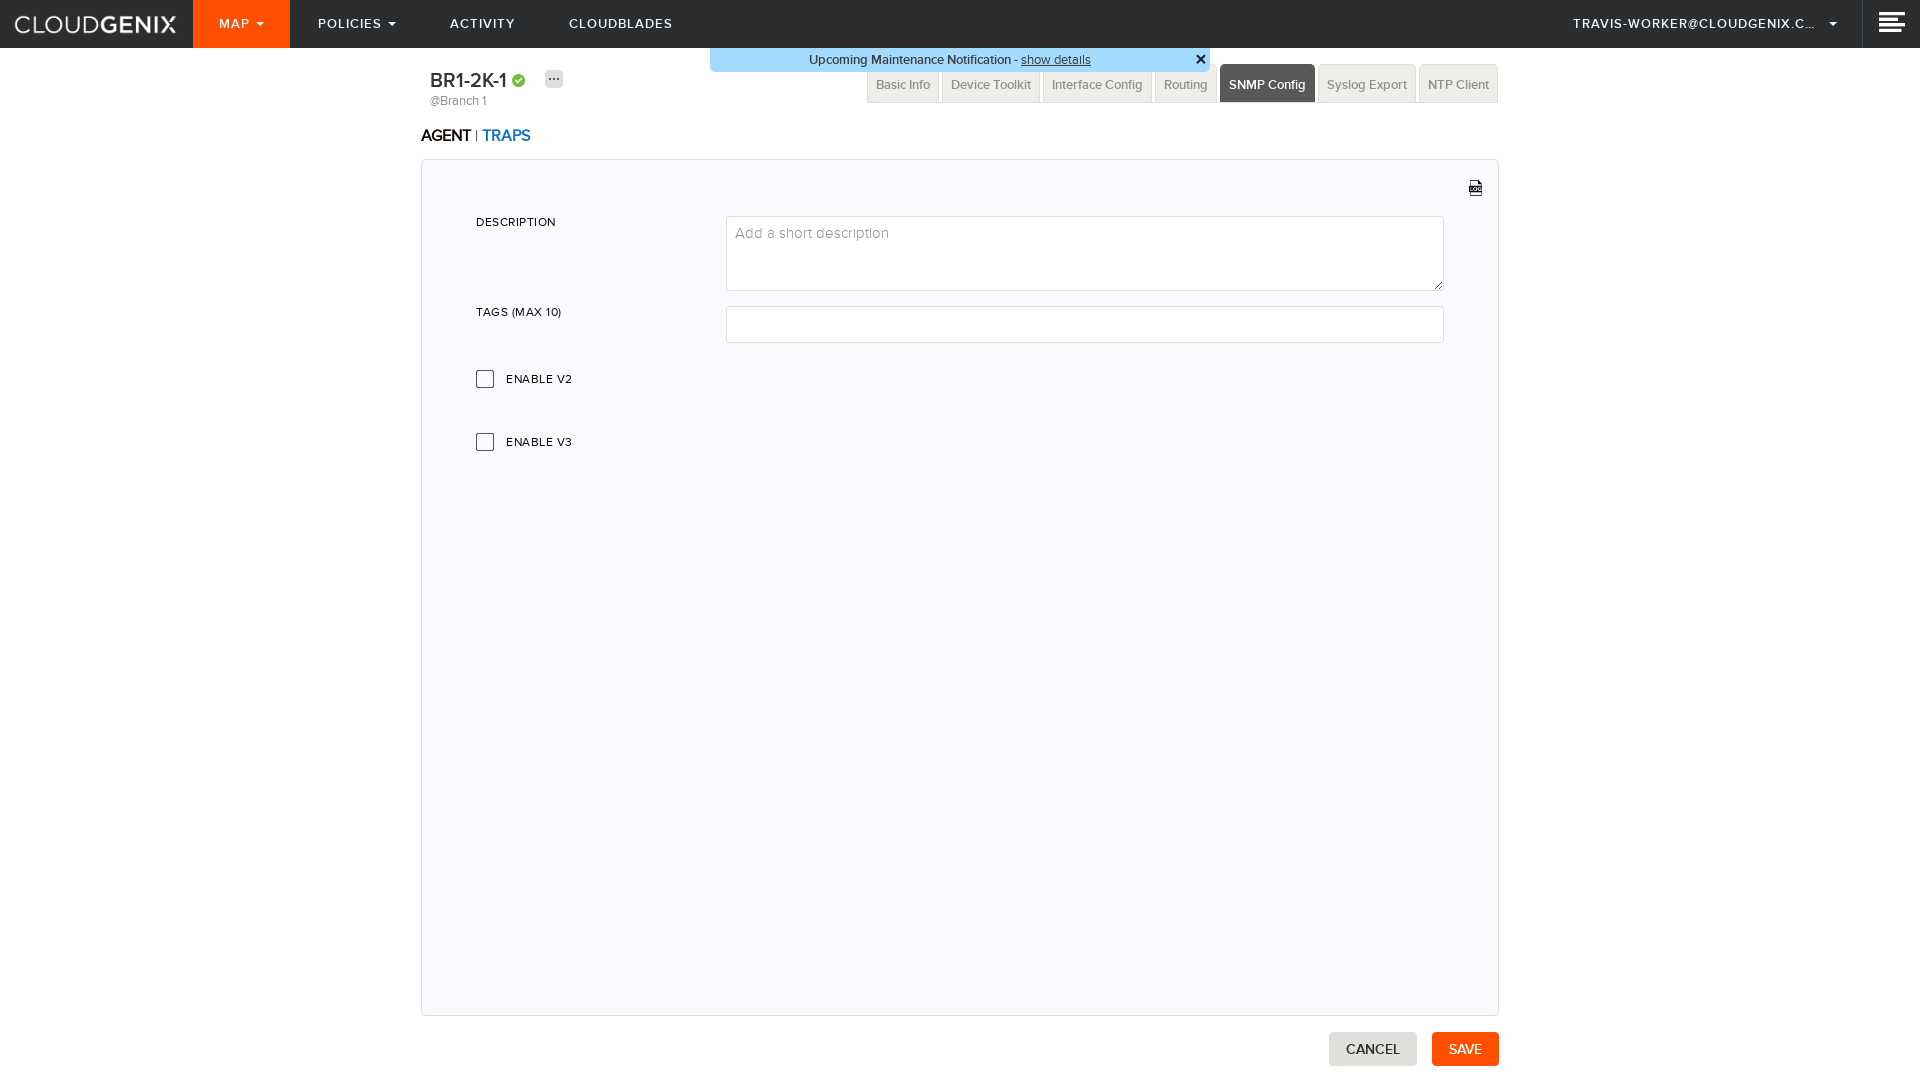 CLOUDGENIX MAP POLICIES ACTIVITY CLOUDBLADES TRAVIS-WORKER@CLOUDGENIX.C...
Upcoming Maintenance Notification - show details ×
BR1-2K-1 ...
@Branch 1
Basic Info Device Toolkit Interface Config Routing SNMP Config Syslog Export NTP Client
AGENT | TRAPS
LOG
DESCRIPTION
Add a short description
TAGS (MAX 10)
ENABLE V2
ENABLE V3
CANCEL SAVE